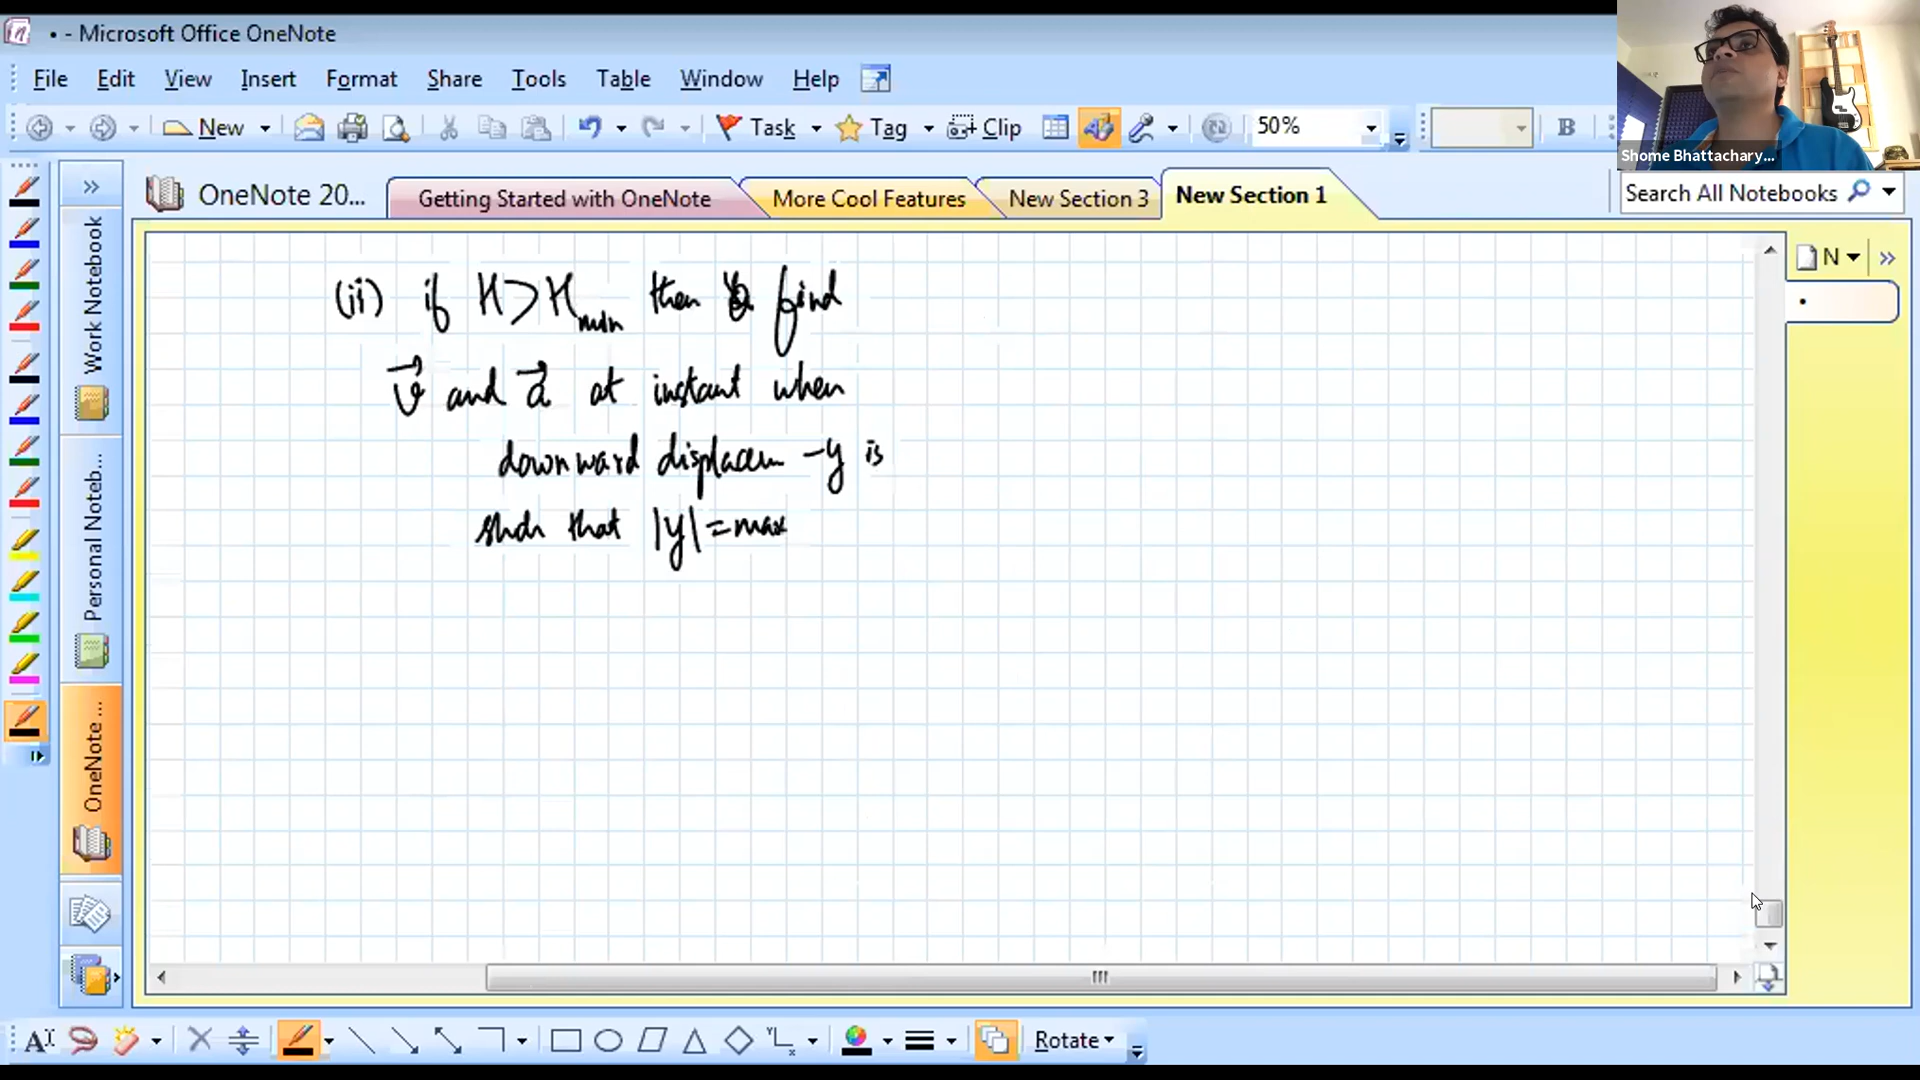 • - Microsoft Office OneNote
File Edit View Insert Format Share Tools Table Window Help
New Task Tag Clip 50% B
Shome Bhattachary...
OneNote 20... Getting Started with OneNote More Cool Features New Section 3 New Section 1
Search All Notebooks
N
•
Work Notebook
Personal Noteb...
OneNote ...
(ii) if H>Hmin then find
v⃗ and a⃗ at instant when
downward displacem -y is
such that |y|=max
A Rotate